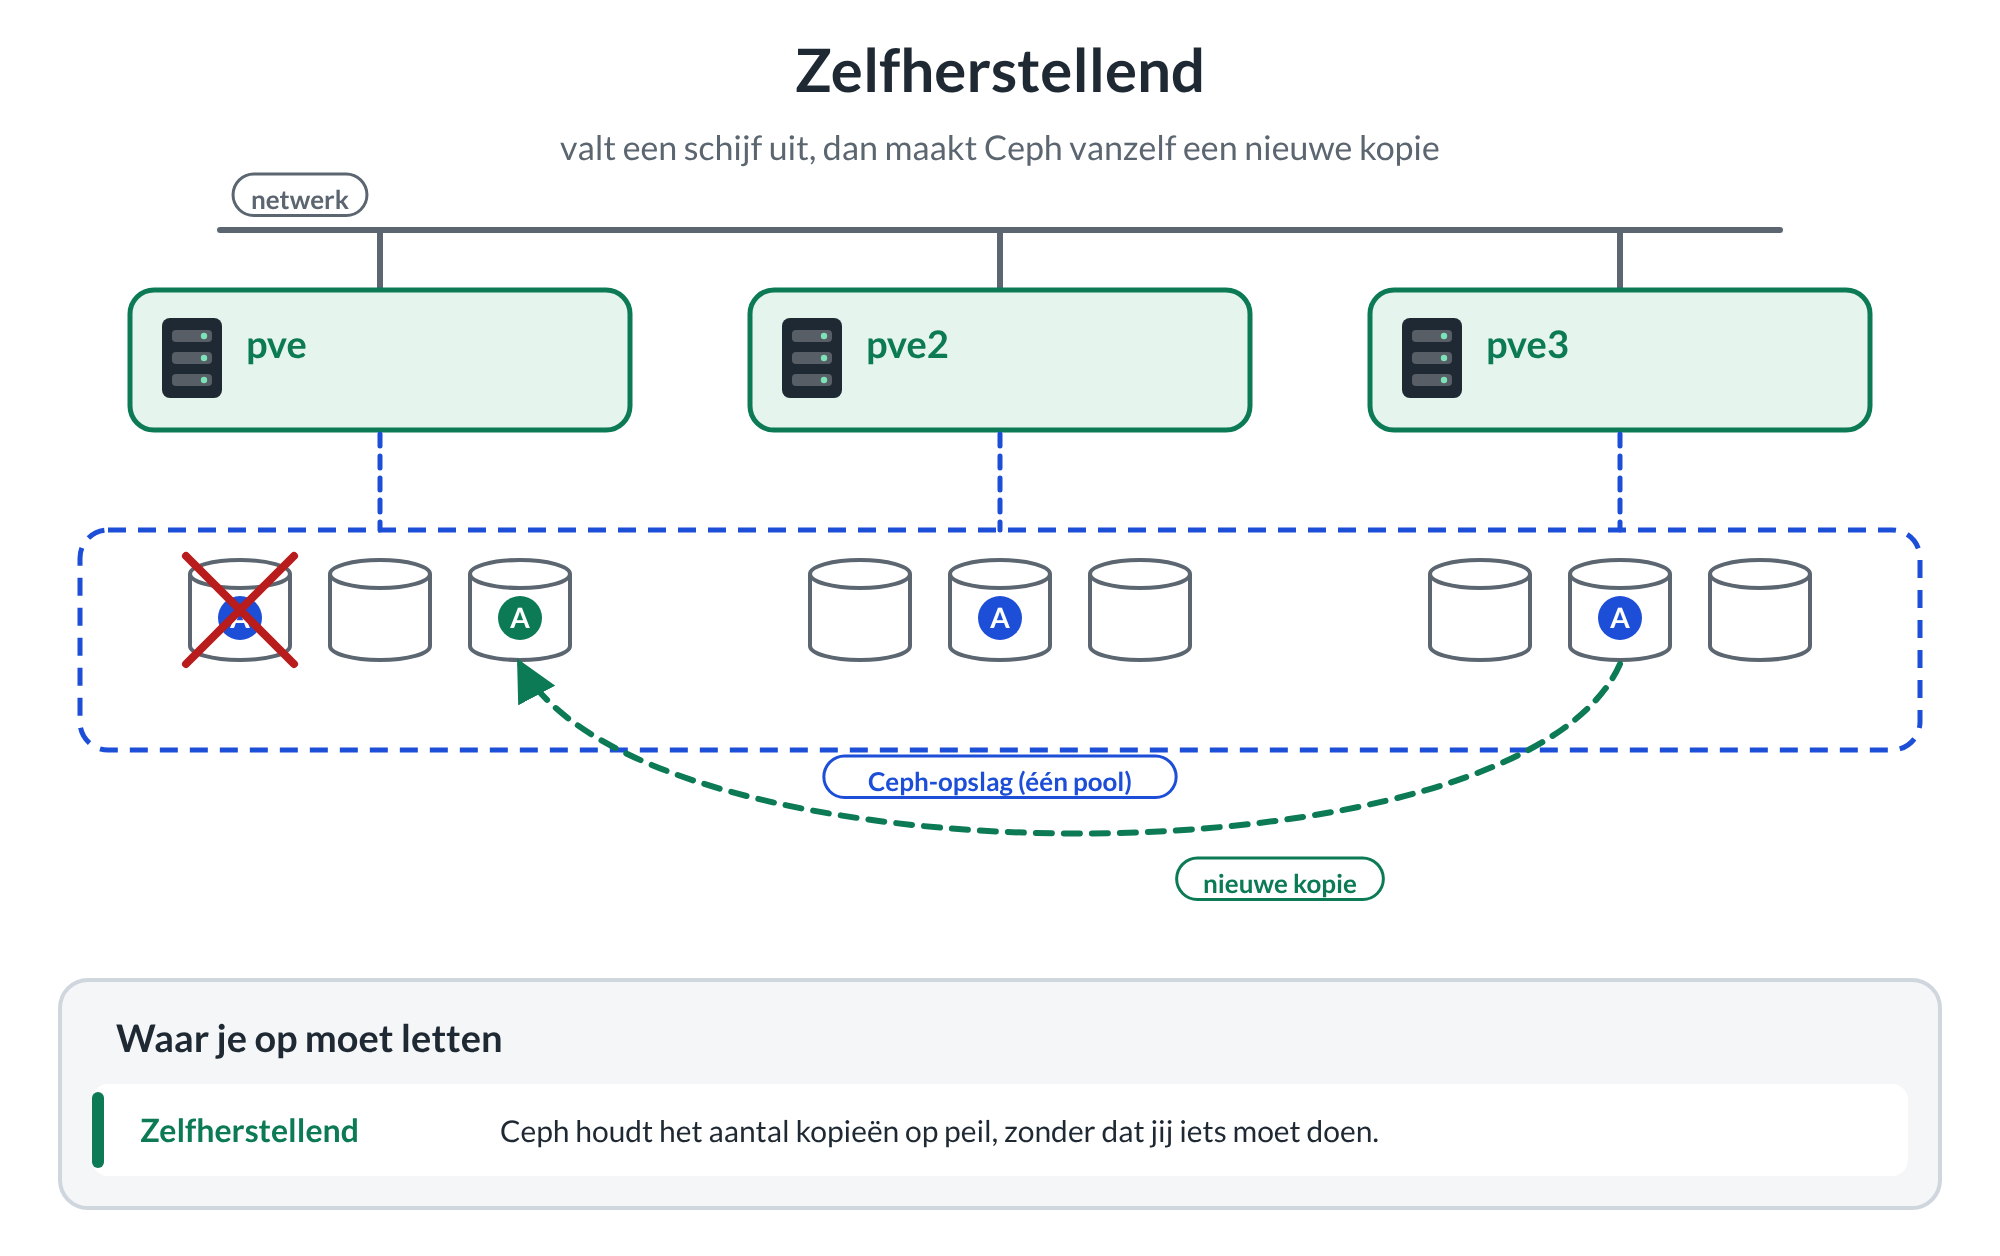 Zelfherstellend
valt een schijf uit, dan maakt Ceph vanzelf een nieuwe kopie
netwerk
pve
pve2
pve3
A
A
A
A
Ceph-opslag (één pool)
nieuwe kopie
Waar je op moet letten
Zelfherstellend
Ceph houdt het aantal kopieën op peil, zonder dat jij iets moet doen.